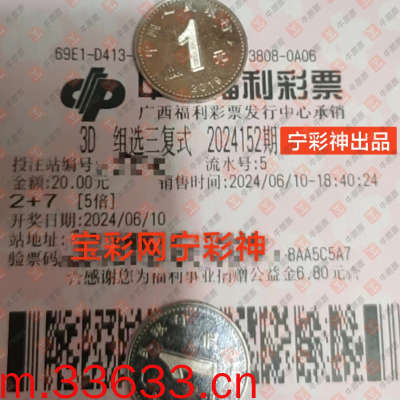 69E1-D413-
3808-0A06
福利彩票
广西福利彩票发行中心承销
3D 组选三复式 2024152期
宁彩神出品
投注站编号:
流水号:5
金额:20.00元
销售时间:2024/06/10-18:40:24
2+7 [5倍]
开奖日期:2024/06/10
站地址:
宝彩网宁彩神
验票码:
8AA5C5A7
感谢您为福利事业捐赠公益金6.80元
1
2019
m.33633.cn